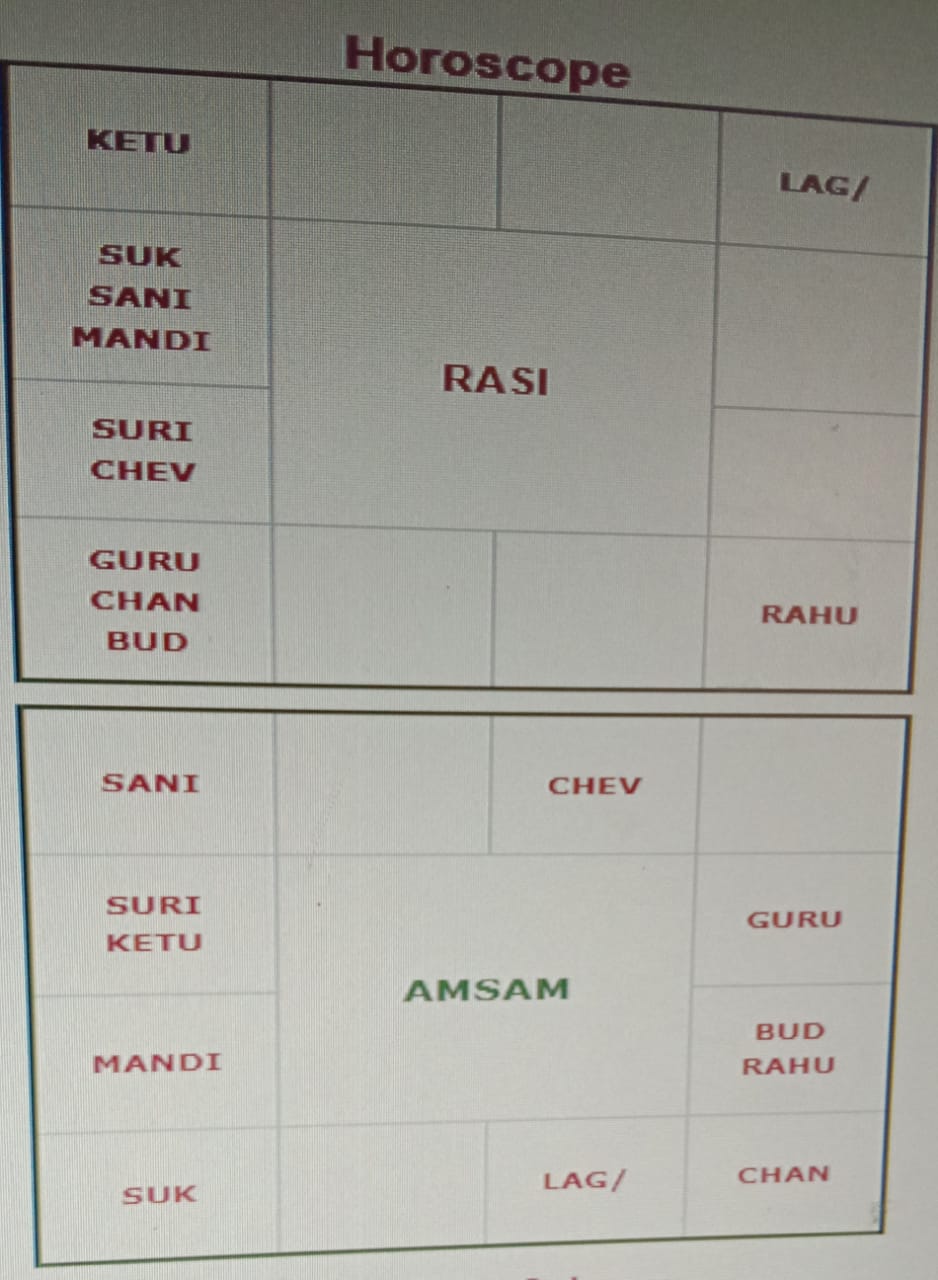 Horoscope
KETU
LAG/
SUK
SANI
MANDI
RASI
SURI
CHEV
GURU
CHAN
BUD
RAHU
SANI
CHEV
SURI
KETU
GURU
AMSAM
MANDI
BUD
RAHU
SUK
LAG/
CHAN